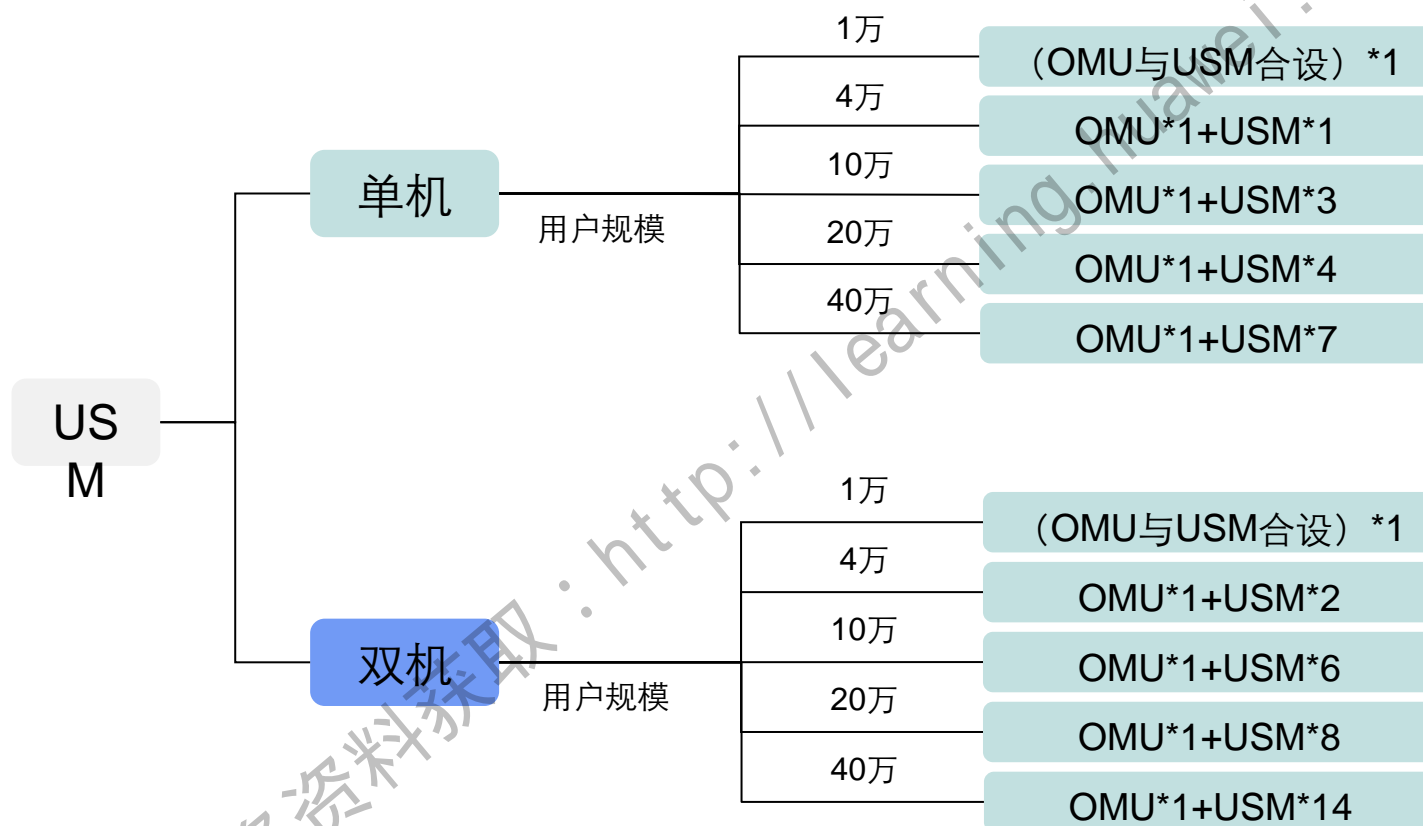 US
M
单机
用户规模
1万
（OMU与USM合设）*1
4万
OMU*1+USM*1
10万
OMU*1+USM*3
20万
OMU*1+USM*4
40万
OMU*1+USM*7
双机
用户规模
1万
（OMU与USM合设）*1
4万
OMU*1+USM*2
10万
OMU*1+USM*6
20万
OMU*1+USM*8
40万
OMU*1+USM*14
资料获取：http://learning.huawei.